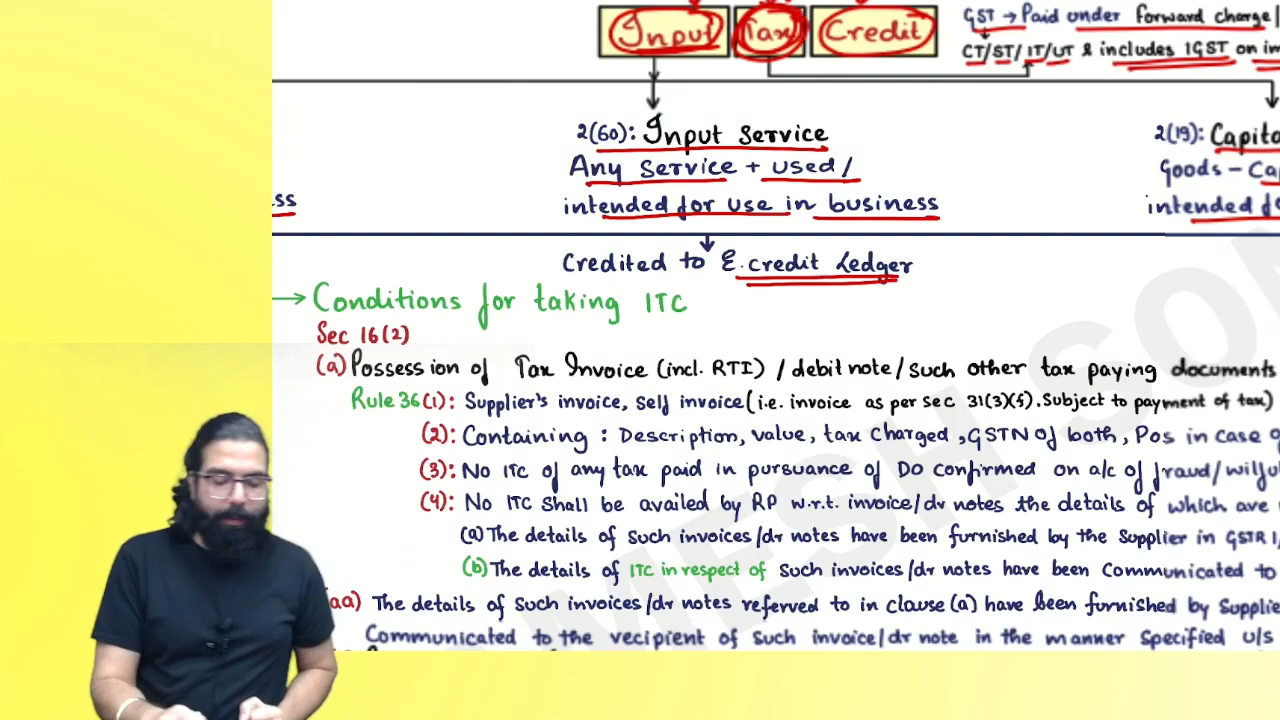 Input Tax Credit
GST → Paid under forward charge/
CT/ST/IT/UT & includes IGST on im
2(60): Input Service
2(19): Capita
Any Service + used/
Goods - Ca
ss
intended for use in business
intended fo
Credited to E.credit Ledger
→ Conditions for taking ITC
Sec 16(2)
(a) Possession of Tax Invoice (incl. RTI) / debit note/such other tax paying documents
Rule 36(1): Supplier's invoice, Self invoice (i.e. invoice as per sec 31(3)(f). Subject to payment of tax)
(2): Containing : Description, value, tax charged, GSTN of both, Pos in case o
(3): No ITC of any tax paid in pursuance of DO confirmed on a/c of fraud/wilfu
(4): No ITC Shall be availed by RP w.r.t. invoice/dr notes the details of which are
(a) The details of such invoices/dr notes have been furnished by the Supplier in GSTR 1/
(b) The details of ITC in respect of such invoices/dr notes have been Communicated to
aa) The details of such invoices/dr notes referred to in clause (a) have been furnished by Supplie
Communicated to the recipient of such invoice/dr note in the manner specified u/s
MESH SON